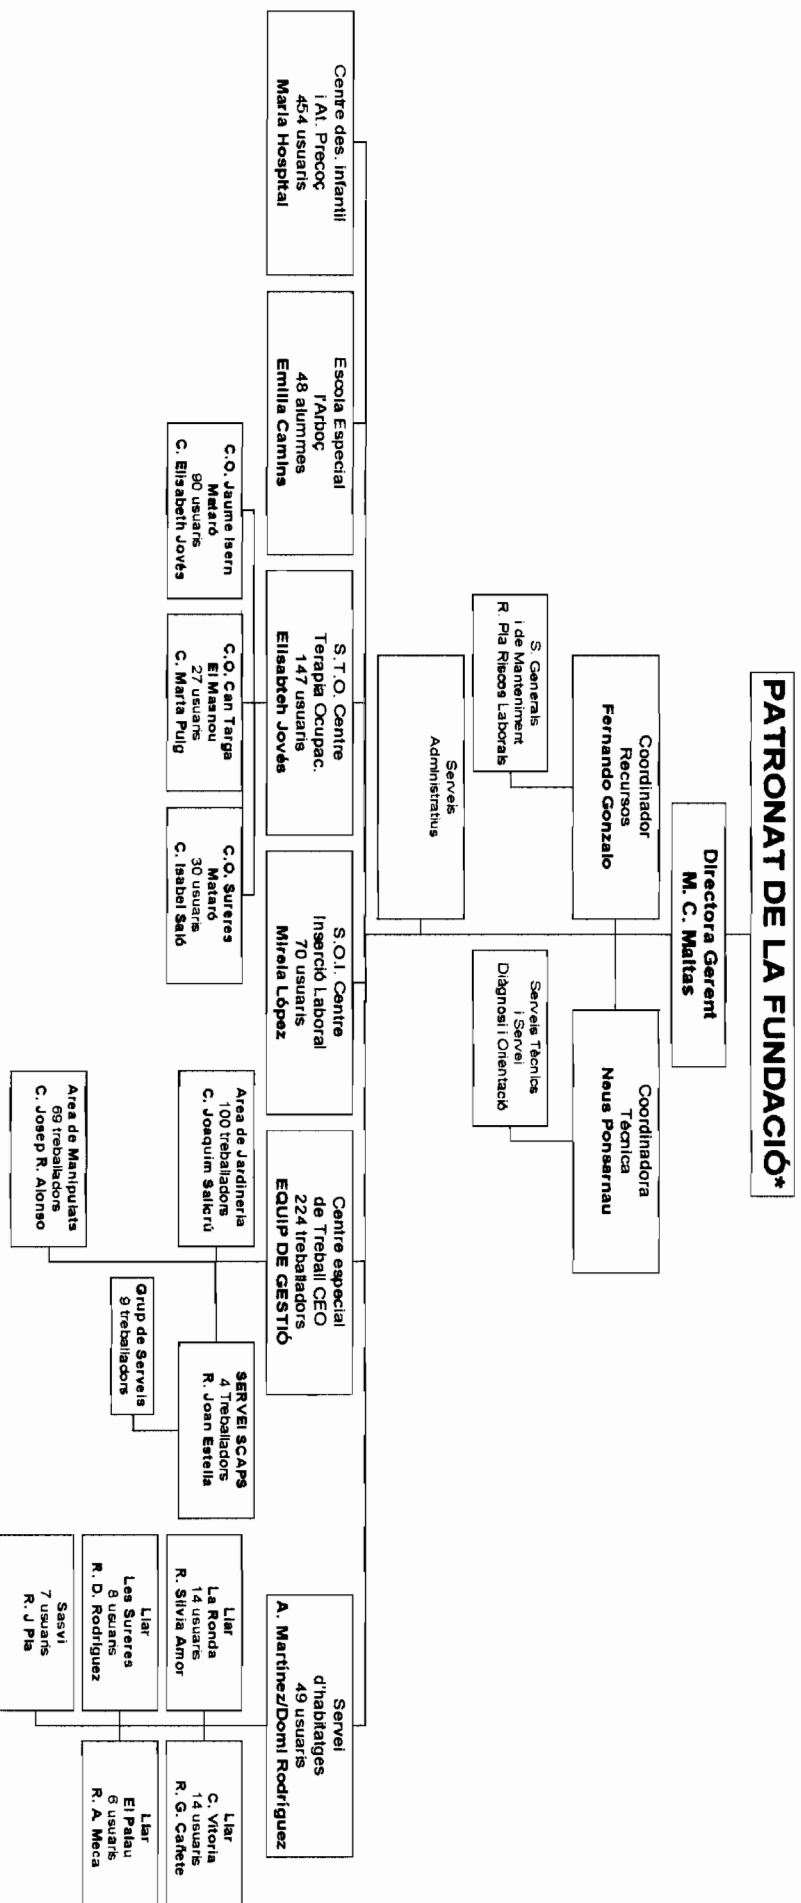 PATRONAT DE LA FUNDACIÓ*
Directora Gerent
M. C. Maltas
Coordinador
Recursos
Fernando Gonzalo
Coordinadora
Tècnica
Neus Ponsarnau
S. Generals
i de Manteniment
R. Pla Riscos Laborals
Serveis Tècnics
i Servei
Diàgnosi i Orientació
Serveis
Administratius
Centre des. infantil
i At. Precoç
454 usuaris
Maria Hospital
Escola Especial
l'Arboç
48 alummes
Emilia Camins
S.T.O. Centre
Terapia Ocupac.
147 usuaris
Elisabteh Jovés
S.O.I. Centre
Inserció Laboral
70 usuaris
Mireia López
Centre especial
de Treball CEO
224 treballadors
EQUIP DE GESTIÓ
Servei
d'habitatges
49 usuaris
A. Martínez/Domi Rodríguez
C.O. Jaume Isern
Mataró
90 usuaris
C. Elisabeth Jovés
C.O. Can Targa
El Masnou
27 usuaris
C. Marta Puig
C.O. Sureres
Mataró
30 usuaris
C. Isabel Saló
Area de Jardineria
100 treballadors
C. Joaquim Salicrú
SERVEI SCAPS
4 Treballadors
R. Joan Estella
Grup de Serveis
9 treballadors
Area de Manipulats
69 treballadors
C. Josep R. Alonso
Llar
La Ronda
14 usuaris
R. Silvia Amor
Llar
C. Vitoria
14 usuaris
R. G. Cañete
Llar
Les Sureres
8 usuaris
R. D. Rodríguez
Llar
El Palau
6 usuaris
R. A. Meca
Sasvi
7 usuaris
R. J Pla